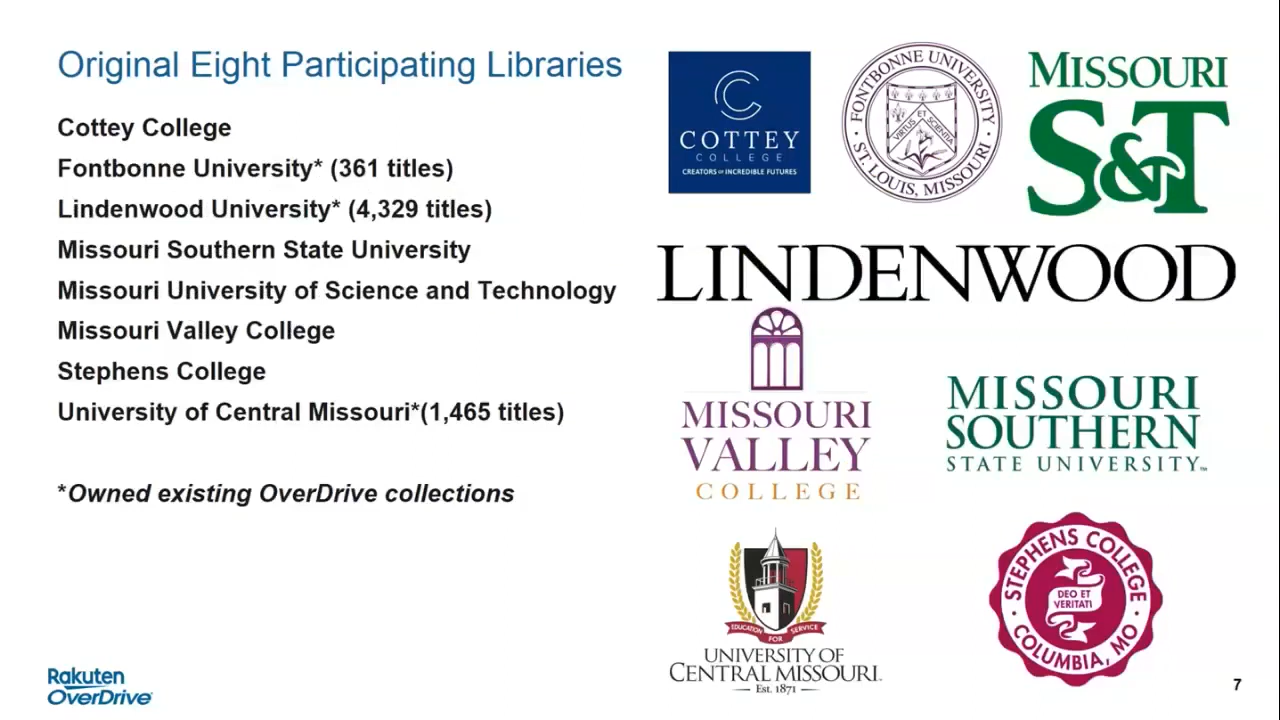 Original Eight Participating Libraries
Cottey College
Fontbonne University* (361 titles)
Lindenwood University* (4,329 titles)
Missouri Southern State University
Missouri University of Science and Technology
Missouri Valley College
Stephens College
University of Central Missouri*(1,465 titles)
*Owned existing OverDrive collections
C
COTTEY
COLLEGE
CREATORS OF INCREDIBLE FUTURES
FONTBONNE UNIVERSITY
VIRTUS ET SCIENTIA
ST. LOUIS, MISSOURI
MISSOURI
S&T
LINDENWOOD
MISSOURI
VALLEY
COLLEGE
MISSOURI
SOUTHERN
STATE UNIVERSITY™
EDUCATION FOR SERVICE
UNIVERSITY OF
CENTRAL MISSOURI
Est. 1871
STEPHENS COLLEGE
DEO ET
VERITATI
COLUMBIA, MO
Rakuten
OverDrive
7